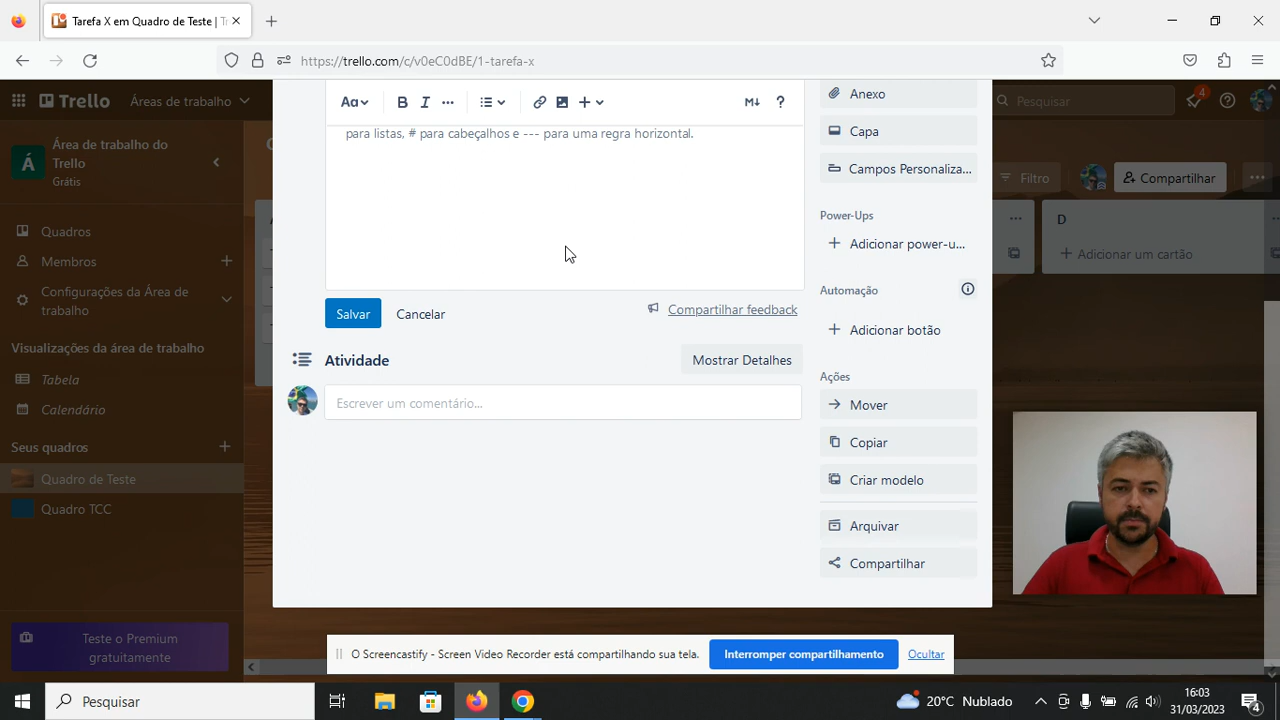 Tarefa X em Quadro de Teste | Tr
https://trello.com/c/v0eC0dBE/1-tarefa-x
Trello
Áreas de trabalho
Pesquisar
4
Área de trabalho do
Trello
Grátis
Á
Quadros
Membros
Configurações da Área de
trabalho
Visualizações da área de trabalho
Tabela
Calendário
Seus quadros
Quadro de Teste
Quadro TCC
Teste o Premium
gratuitamente
Filtro
Compartilhar
D
Adicionar um cartão
Aa
B
I
M
?
para listas, # para cabeçalhos e --- para uma regra horizontal.
Salvar
Cancelar
Compartilhar feedback
Atividade
Mostrar Detalhes
Escrever um comentário...
Anexo
Capa
Campos Personaliza...
Power-Ups
Adicionar power-u...
Automação
Adicionar botão
Ações
Mover
Copiar
Criar modelo
Arquivar
Compartilhar
O Screencastify - Screen Video Recorder está compartilhando sua tela.
Interromper compartilhamento
Ocultar
Pesquisar
20°C Nublado
16:03
31/03/2023
4